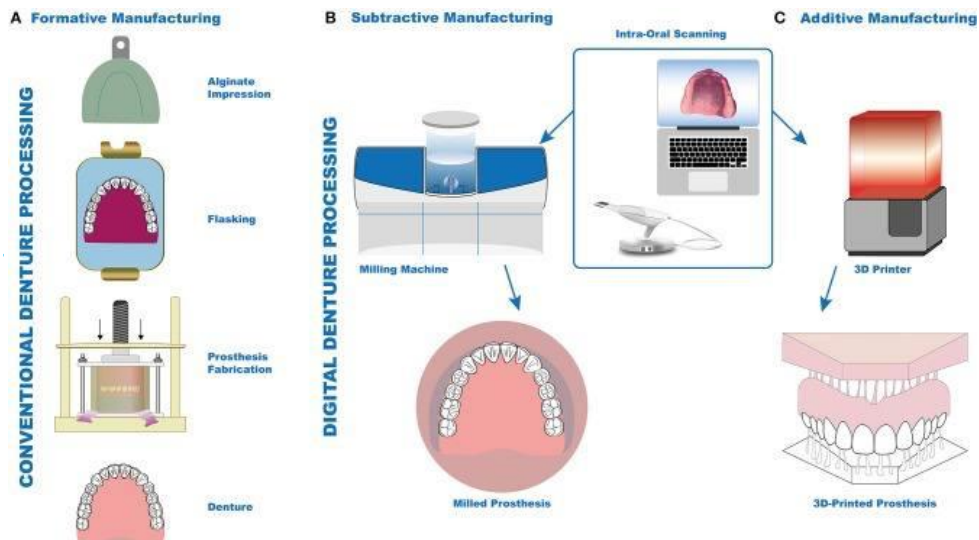 A Formative Manufacturing
B Subtractive Manufacturing
C Additive Manufacturing
CONVENTIONAL DENTURE PROCESSING
Alginate
Impression
Flasking
Prosthesis
Fabrication
Denture
DIGITAL DENTURE PROCESSING
Intra-Oral Scanning
Milling Machine
3D Printer
Milled Prosthesis
3D-Printed Prosthesis